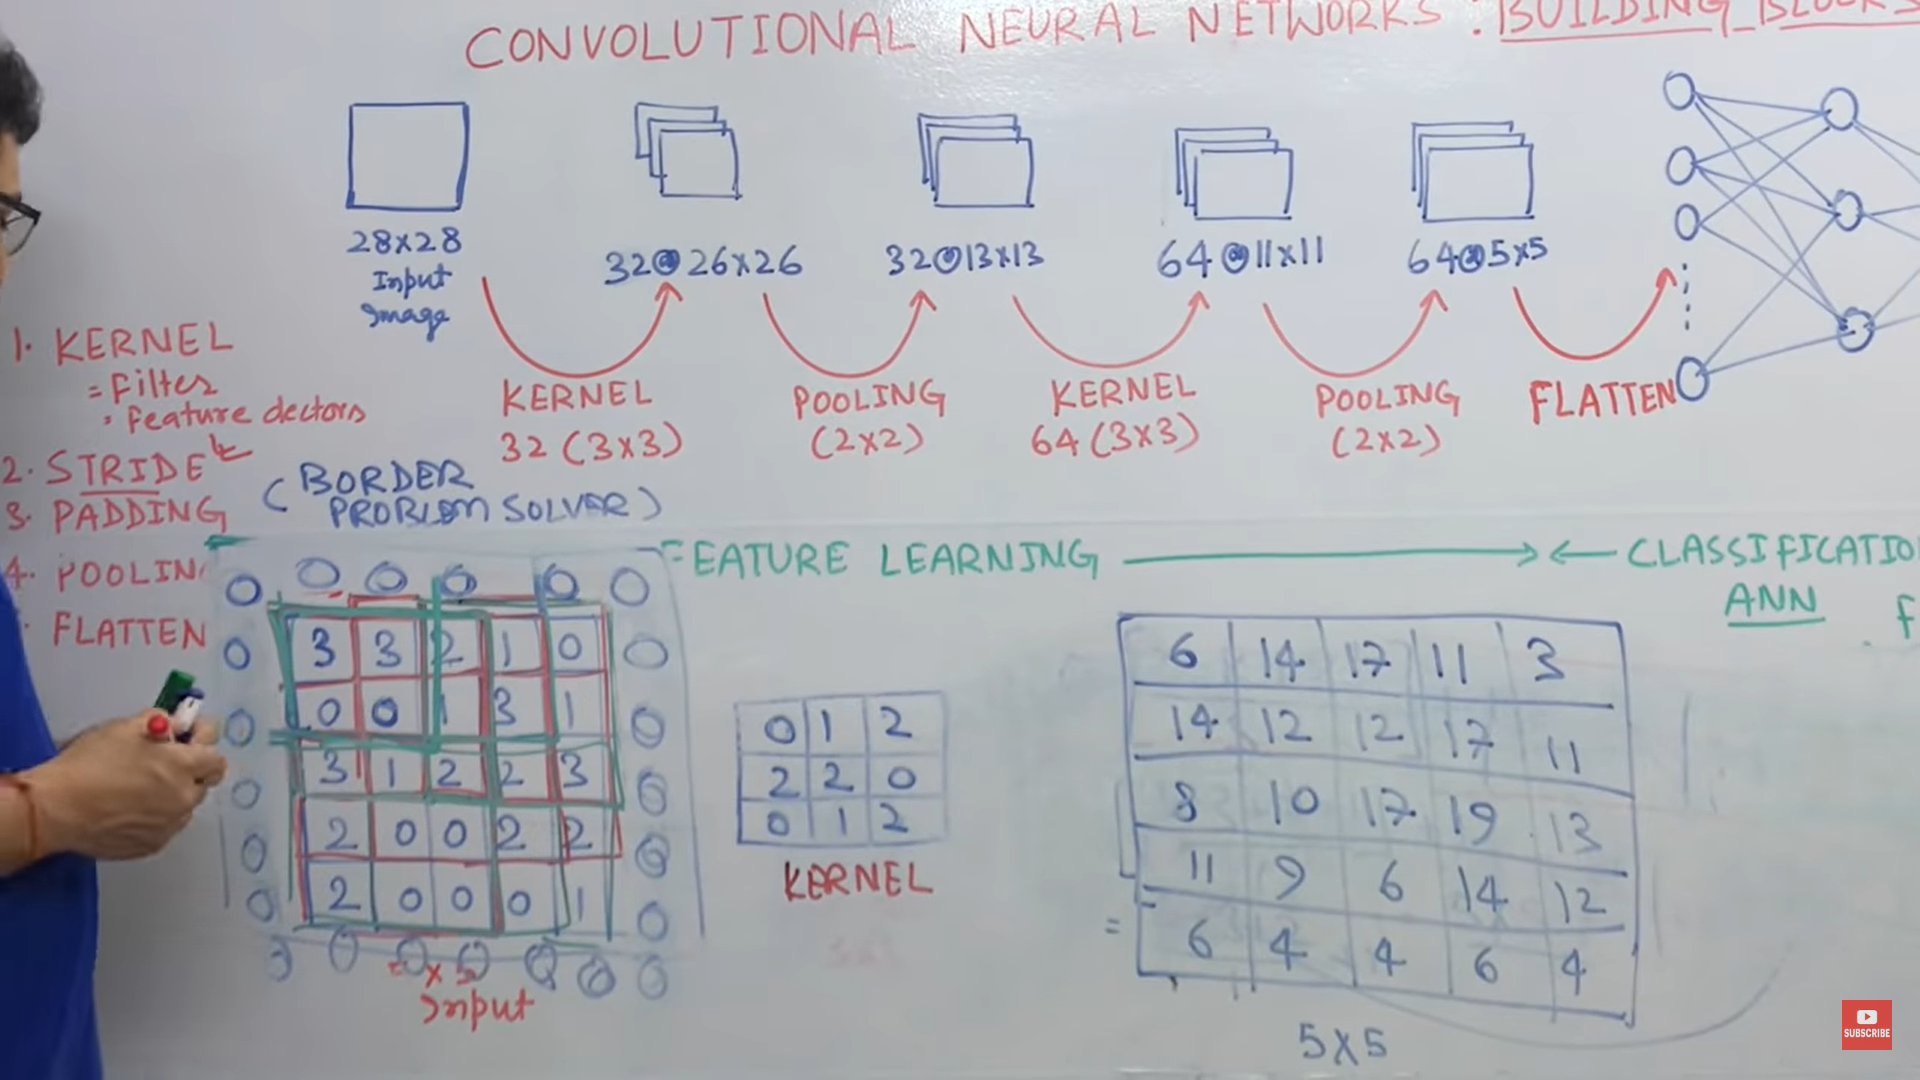 CONVOLUTIONAL NEURAL NETWORKS : BUILDING BLOCKS
28x28
Input
Image
32@26x26
32@13x13
64@11x11
64@5x5
KERNEL
32 (3x3)
POOLING
(2x2)
KERNEL
64 (3x3)
POOLING
(2x2)
FLATTEN
1. KERNEL
= Filter
= Feature dectors
2. STRIDE
3. PADDING
(BORDER
PROBLEM SOLVER)
4. POOLIN
FLATTEN
EATURE LEARNING
CLASSIFICATIO
ANN
F
0 0 0 0 0 0
0 3 3 2 1 0 0
0 0 0 1 3 1 0
0 3 1 2 2 3 0
0 2 0 0 2 2 0
0 2 0 0 0 1 0
0 0 0 0 0 0
x 5
Input
0 1 2
2 2 0
0 1 2
KERNEL
=
6 14 17 11 3
14 12 12 17 11
8 10 17 19 13
11 9 6 14 12
6 4 4 6 4
5x5
SUBSCRIBE